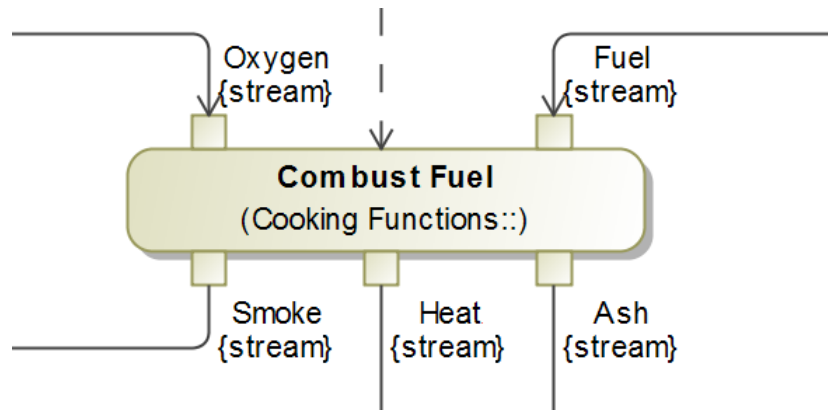 Oxygen
{stream}
Fuel
{stream}
Combust Fuel
(Cooking Functions::)
Smoke
{stream}
Heat
{stream}
Ash
{stream}